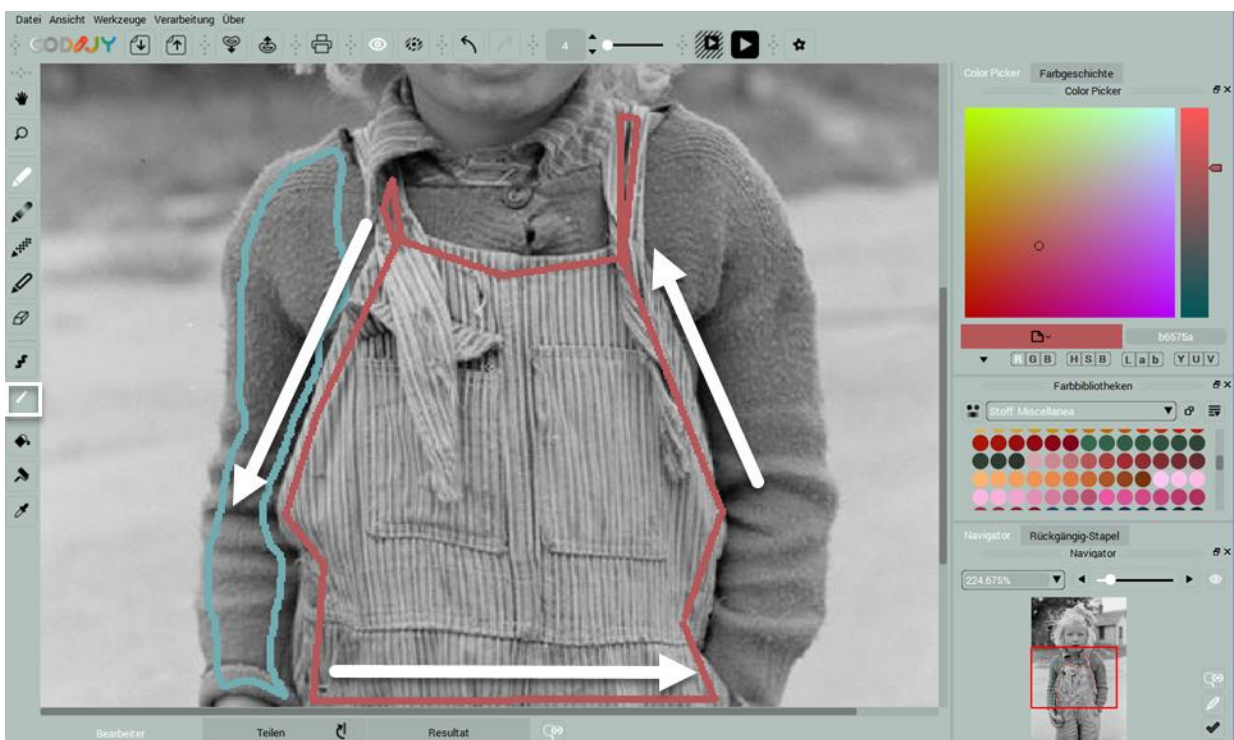 Datei Ansicht Werkzeuge Verarbeitung Über
CODIJY
4
Color Picker Farbgeschichte
Color Picker
b6575a
R G B H S B L a b Y U V
Farbbibliotheken
Stoff: Miscellanea
Navigator Rückgängig-Stapel
Navigator
224.675%
Bearbeiter Teilen Resultat